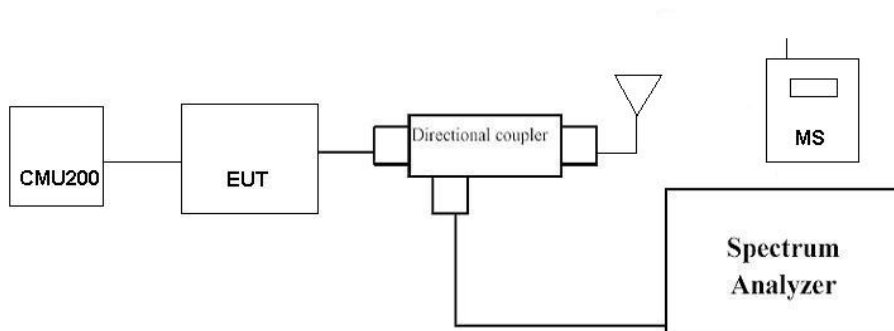 CMU200
EUT
Directional coupler
MS
Spectrum
Analyzer